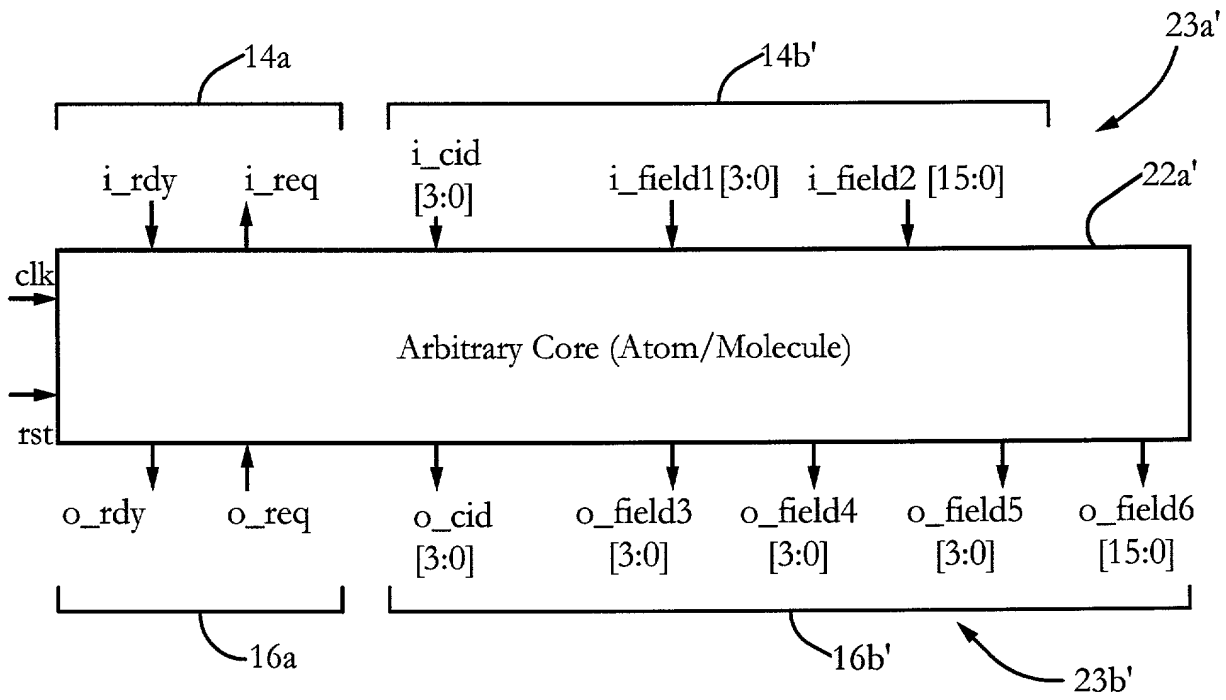 23a'
14a
14b'
i_rdy
i_req
i_cid
[3:0]
i_field1[3:0]
i_field2 [15:0]
22a'
clk
Arbitrary Core (Atom/Molecule)
rst
o_rdy
o_req
o_cid
[3:0]
o_field3
[3:0]
o_field4
[3:0]
o_field5
[3:0]
o_field6
[15:0]
16a
16b'
23b'